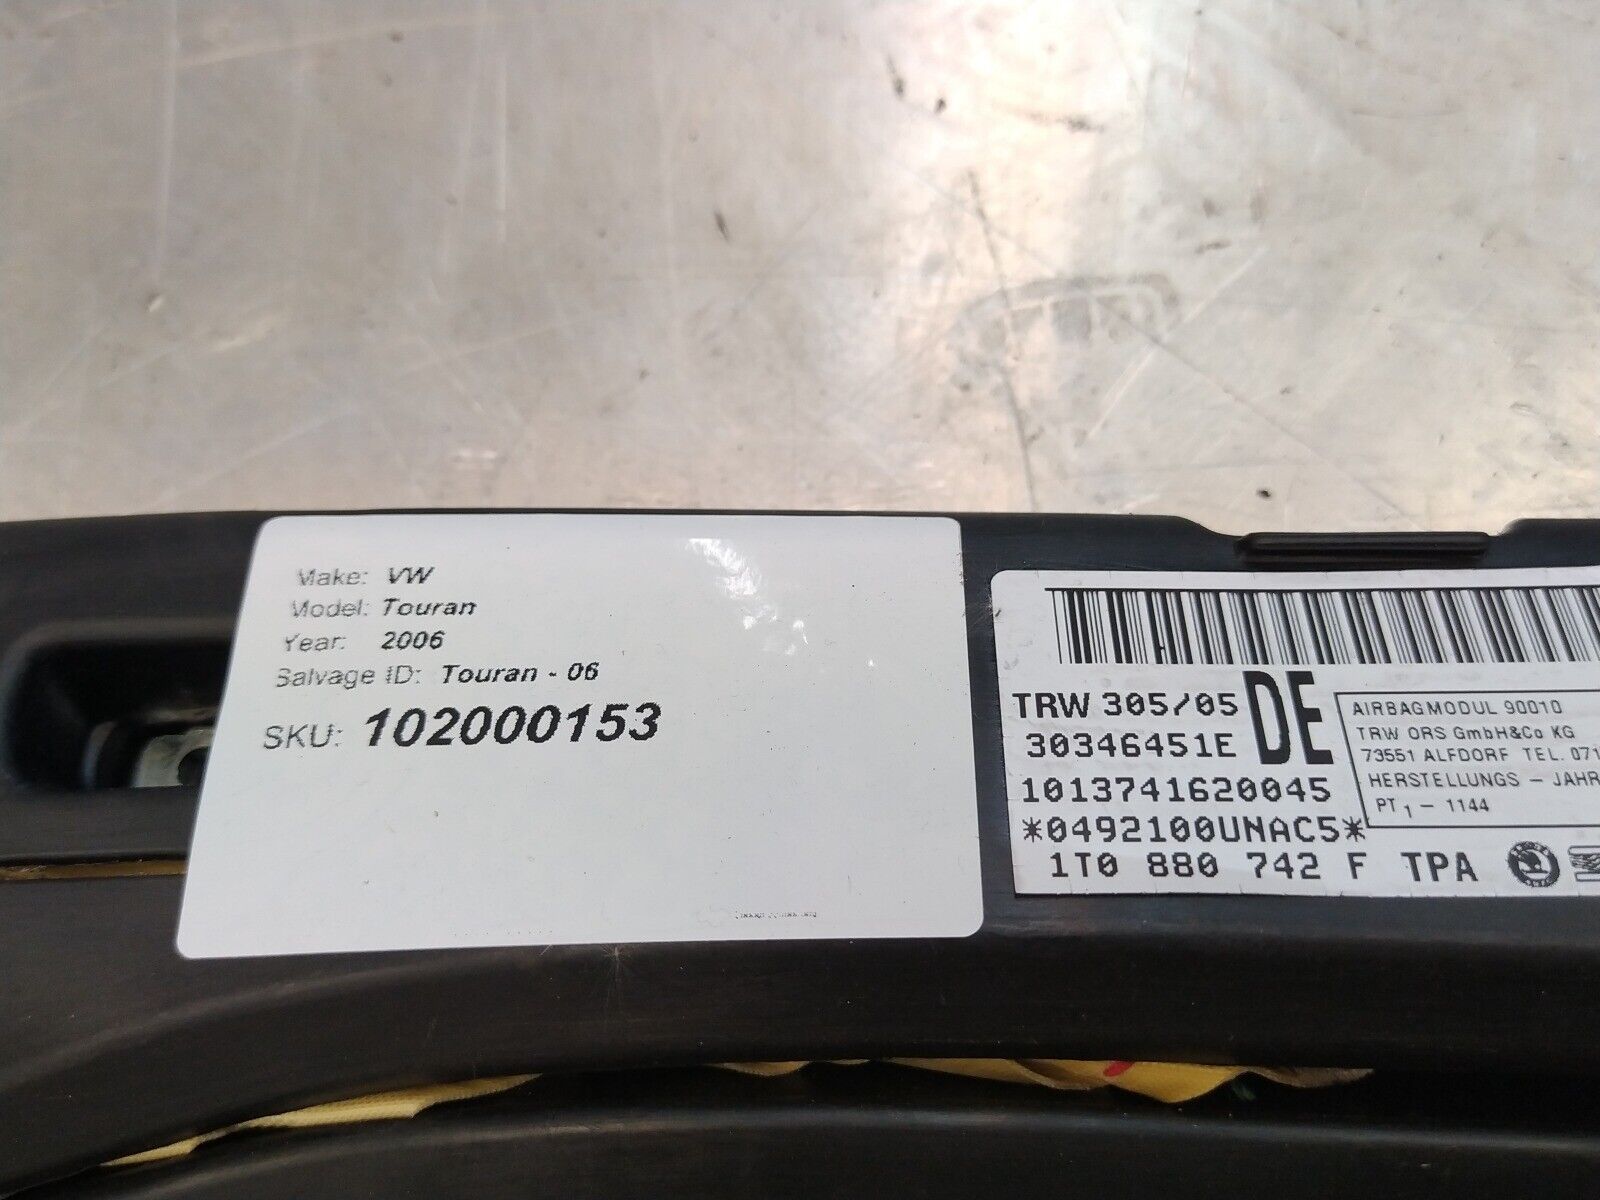 Make: VW
Model: Touran
Year: 2006
Salvage ID: Touran - 06
SKU: 102000153
TRW 305/05
DE
30346451E
1013741620045
*0492100UNAC5*
1T0 880 742 F TPA
AIRBAGMODUL 90010
TRW ORS GmbH&Co KG
73551 ALFDORF TEL. 071
HERSTELLUNGS - JAHR
PT 1 - 1144